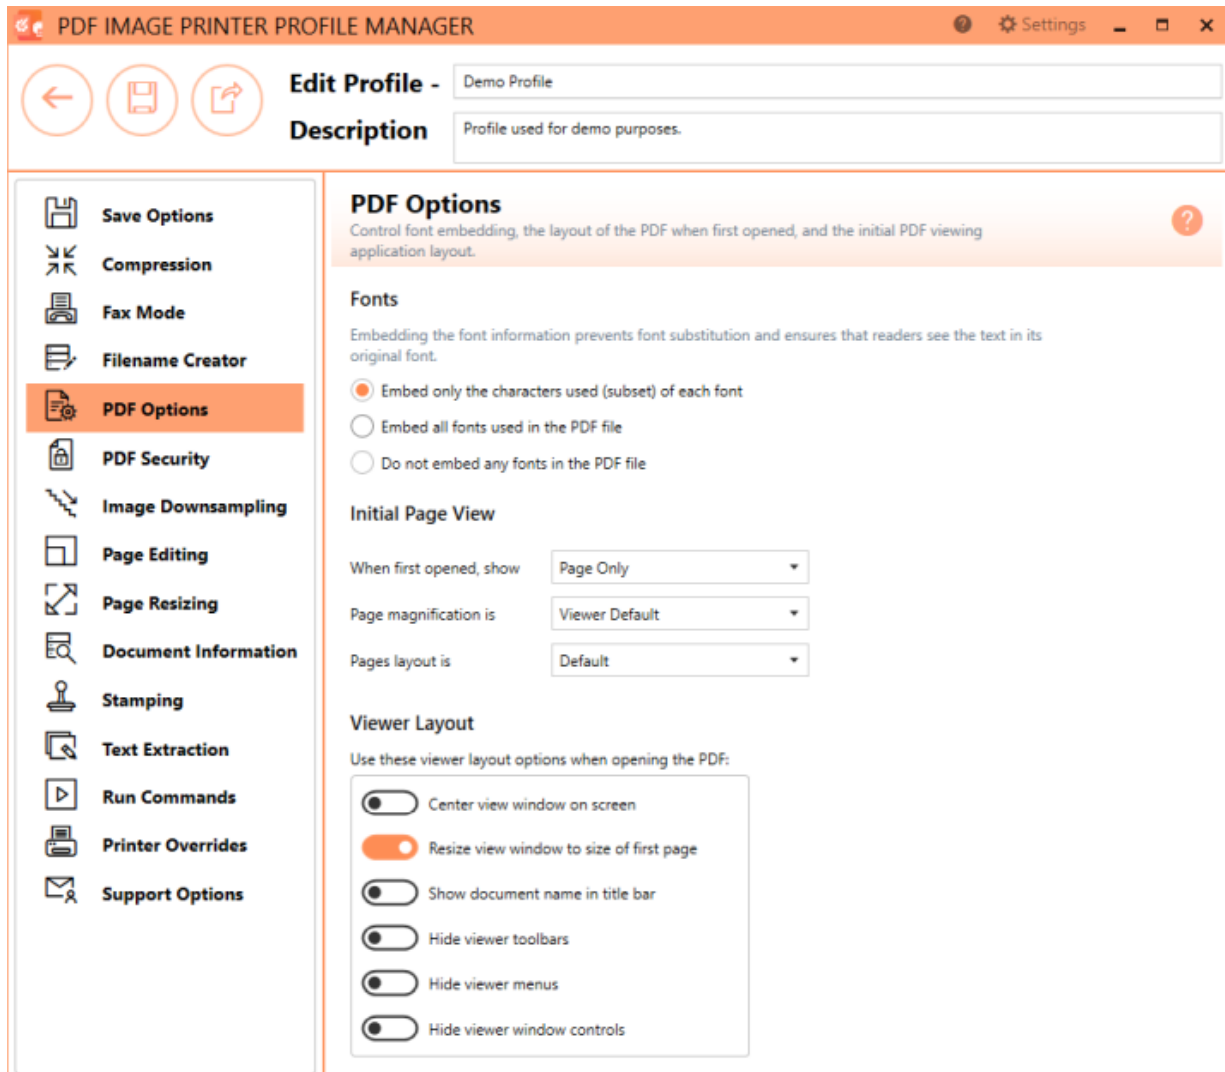 PDF IMAGE PRINTER PROFILE MANAGER
Settings
Edit Profile -
Demo Profile
Description
Profile used for demo purposes.
Save Options
Compression
Fax Mode
Filename Creator
PDF Options
PDF Security
Image Downsampling
Page Editing
Page Resizing
Document Information
Stamping
Text Extraction
Run Commands
Printer Overrides
Support Options
PDF Options
Control font embedding, the layout of the PDF when first opened, and the initial PDF viewing
application layout.
Fonts
Embedding the font information prevents font substitution and ensures that readers see the text in its
original font.
Embed only the characters used (subset) of each font
Embed all fonts used in the PDF file
Do not embed any fonts in the PDF file
Initial Page View
When first opened, show
Page Only
Page magnification is
Viewer Default
Pages layout is
Default
Viewer Layout
Use these viewer layout options when opening the PDF:
Center view window on screen
Resize view window to size of first page
Show document name in title bar
Hide viewer toolbars
Hide viewer menus
Hide viewer window controls